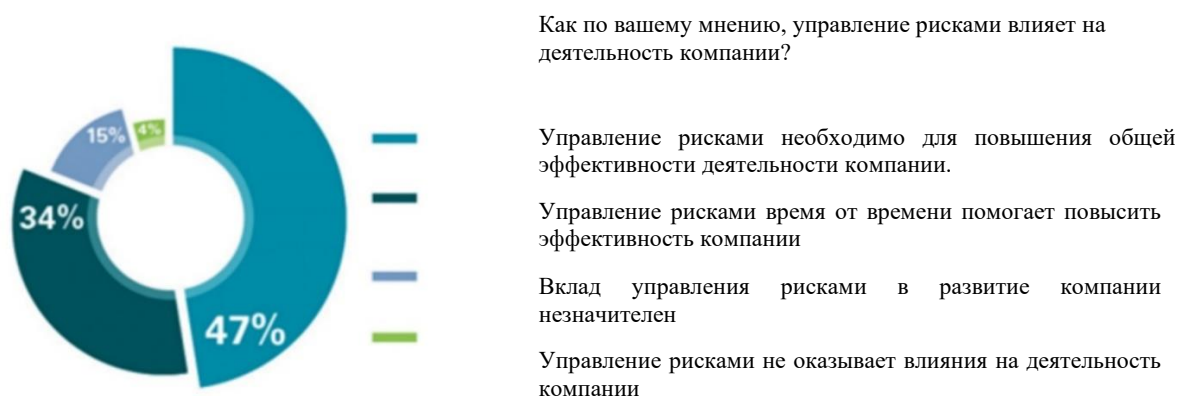 Как по вашему мнению, управление рисками влияет на
деятельность компании?
15%
4%
34%
47%
Управление рисками необходимо для повышения общей
эффективности деятельности компании.
Управление рисками время от времени помогает повысить
эффективность компании
Вклад управления рисками в развитие компании
незначителен
Управление рисками не оказывает влияния на деятельность
компании